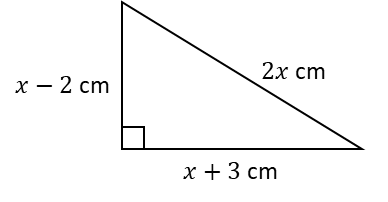 x − 2 cm
2x cm
x + 3 cm